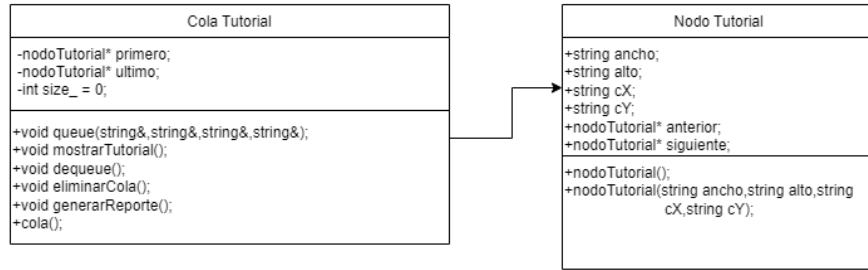 Cola Tutorial
-nodoTutorial* primero;
-nodoTutorial* ultimo;
-int size_ = 0;
+void queue(string&,string&,string&,string&);
+void mostrarTutorial();
+void dequeue();
+void eliminarCola();
+void generarReporte();
+cola();
Nodo Tutorial
+string ancho;
+string alto;
+string cX;
+string cY;
+nodoTutorial* anterior;
+nodoTutorial* siguiente;
+nodoTutorial();
+nodoTutorial(string ancho,string alto,string
cX,string cY);